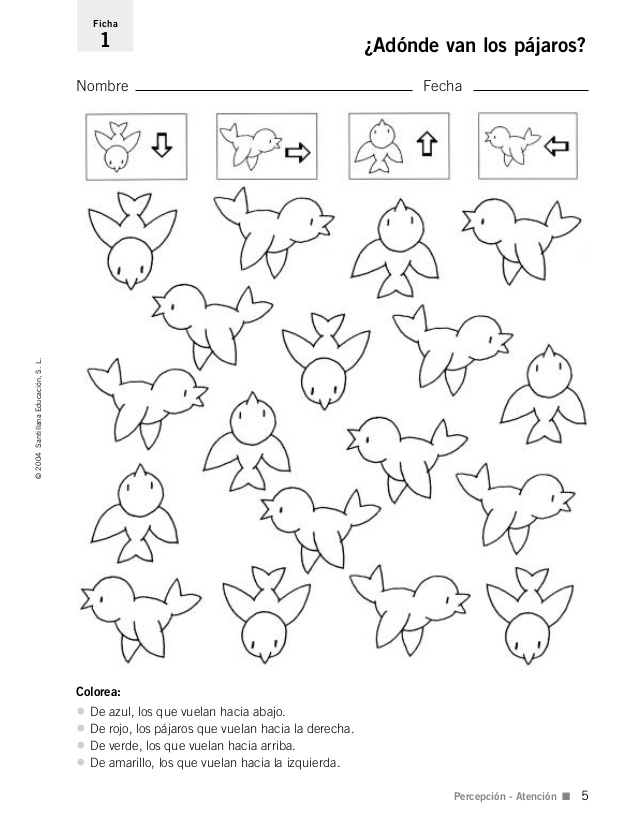 Ficha
1
¿Adónde van los pájaros?
Nombre
Fecha
© 2004 Santillana Educación, S. L.
Colorea:
De azul, los que vuelan hacia abajo.
De rojo, los pájaros que vuelan hacia la derecha.
De verde, los que vuelan hacia arriba.
De amarillo, los que vuelan hacia la izquierda.
Percepción - Atención ■ 5